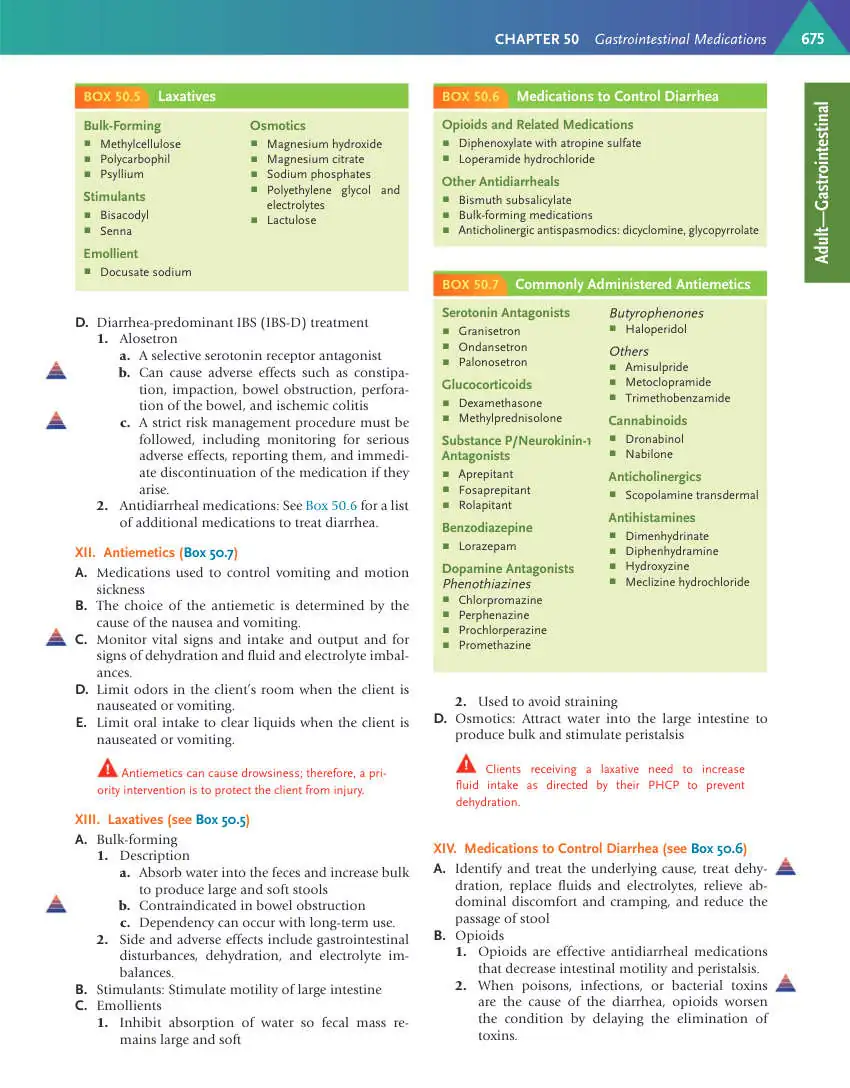 CHAPTER 50 Gastrointestinal Medications 675
Adult—Gastrointestinal
BOX 50.5 Laxatives
Bulk-Forming
■ Methylcellulose
■ Polycarbophil
■ Psyllium
Stimulants
■ Bisacodyl
■ Senna
Emollient
■ Docusate sodium
Osmotics
■ Magnesium hydroxide
■ Magnesium citrate
■ Sodium phosphates
■ Polyethylene glycol and
electrolytes
■ Lactulose
D. Diarrhea-predominant IBS (IBS-D) treatment
1. Alosetron
a. A selective serotonin receptor antagonist
b. Can cause adverse effects such as constipa-
tion, impaction, bowel obstruction, perfora-
tion of the bowel, and ischemic colitis
c. A strict risk management procedure must be
followed, including monitoring for serious
adverse effects, reporting them, and immedi-
ate discontinuation of the medication if they
arise.
2. Antidiarrheal medications: See Box 50.6 for a list
of additional medications to treat diarrhea.
XII. Antiemetics (Box 50.7)
A. Medications used to control vomiting and motion
sickness
B. The choice of the antiemetic is determined by the
cause of the nausea and vomiting.
C. Monitor vital signs and intake and output and for
signs of dehydration and fluid and electrolyte imbal-
ances.
D. Limit odors in the client's room when the client is
nauseated or vomiting.
E. Limit oral intake to clear liquids when the client is
nauseated or vomiting.
Antiemetics can cause drowsiness; therefore, a pri-
ority intervention is to protect the client from injury.
XIII. Laxatives (see Box 50.5)
A. Bulk-forming
1. Description
a. Absorb water into the feces and increase bulk
to produce large and soft stools
b. Contraindicated in bowel obstruction
c. Dependency can occur with long-term use.
2. Side and adverse effects include gastrointestinal
disturbances, dehydration, and electrolyte im-
balances.
B. Stimulants: Stimulate motility of large intestine
C. Emollients
1. Inhibit absorption of water so fecal mass re-
mains large and soft
BOX 50.6 Medications to Control Diarrhea
Opioids and Related Medications
■ Diphenoxylate with atropine sulfate
■ Loperamide hydrochloride
Other Antidiarrheals
■ Bismuth subsalicylate
■ Bulk-forming medications
■ Anticholinergic antispasmodics: dicyclomine, glycopyrrolate
BOX 50.7 Commonly Administered Antiemetics
Serotonin Antagonists
■ Granisetron
■ Ondansetron
■ Palonosetron
Glucocorticoids
■ Dexamethasone
■ Methylprednisolone
Substance P/Neurokinin-1
Antagonists
■ Aprepitant
■ Fosaprepitant
■ Rolapitant
Benzodiazepine
■ Lorazepam
Dopamine Antagonists
Phenothiazines
■ Chlorpromazine
■ Perphenazine
■ Prochlorperazine
■ Promethazine
Butyrophenones
■ Haloperidol
Others
■ Amisulpride
■ Metoclopramide
■ Trimethobenzamide
Cannabinoids
■ Dronabinol
■ Nabilone
Anticholinergics
■ Scopolamine transdermal
Antihistamines
■ Dimenhydrinate
■ Diphenhydramine
■ Hydroxyzine
■ Meclizine hydrochloride
2. Used to avoid straining
D. Osmotics: Attract water into the large intestine to
produce bulk and stimulate peristalsis
Clients receiving a laxative need to increase
fluid intake as directed by their PHCP to prevent
dehydration.
XIV. Medications to Control Diarrhea (see Box 50.6)
A. Identify and treat the underlying cause, treat dehy-
dration, replace fluids and electrolytes, relieve ab-
dominal discomfort and cramping, and reduce the
passage of stool
B. Opioids
1. Opioids are effective antidiarrheal medications
that decrease intestinal motility and peristalsis.
2. When poisons, infections, or bacterial toxins
are the cause of the diarrhea, opioids worsen
the condition by delaying the elimination of
toxins.